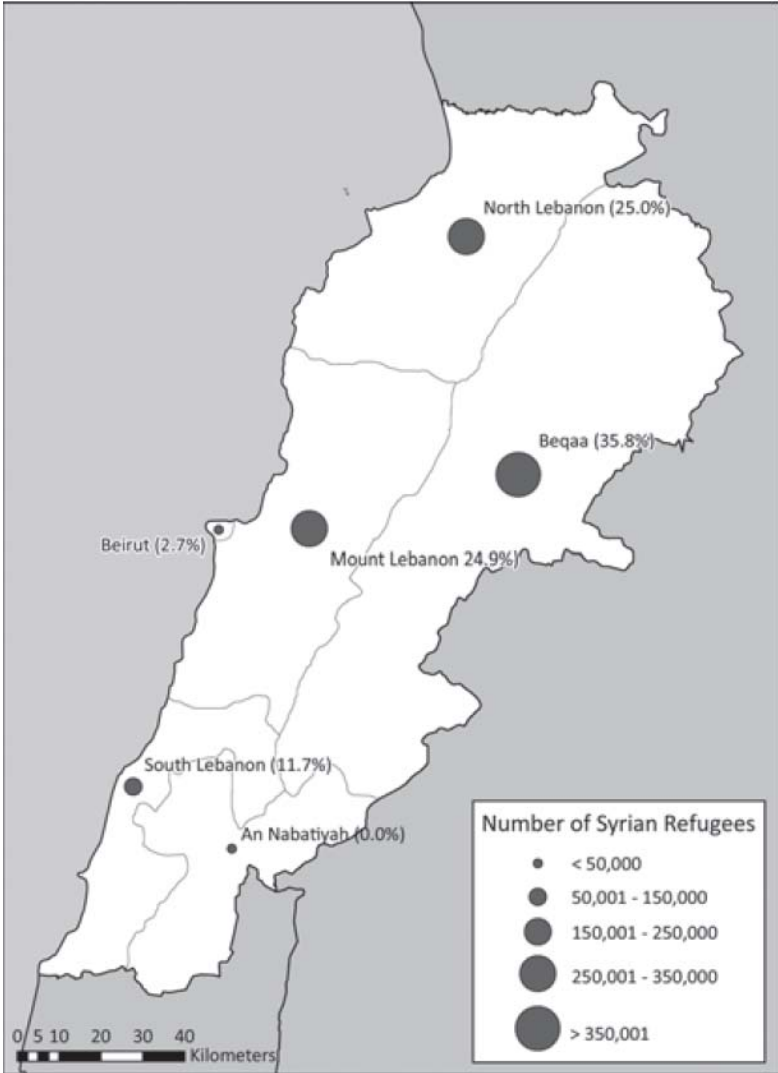 North Lebanon (25.0%)
Beqaa (35.8%)
Beirut (2.7%)
Mount Lebanon 24.9%)
South Lebanon (11.7%)
An Nabatiyah (0.0%)
Number of Syrian Refugees
< 50,000
50,001 - 150,000
150,001 - 250,000
250,001 - 350,000
> 350,001
0 5 10 20 30 40
Kilometers